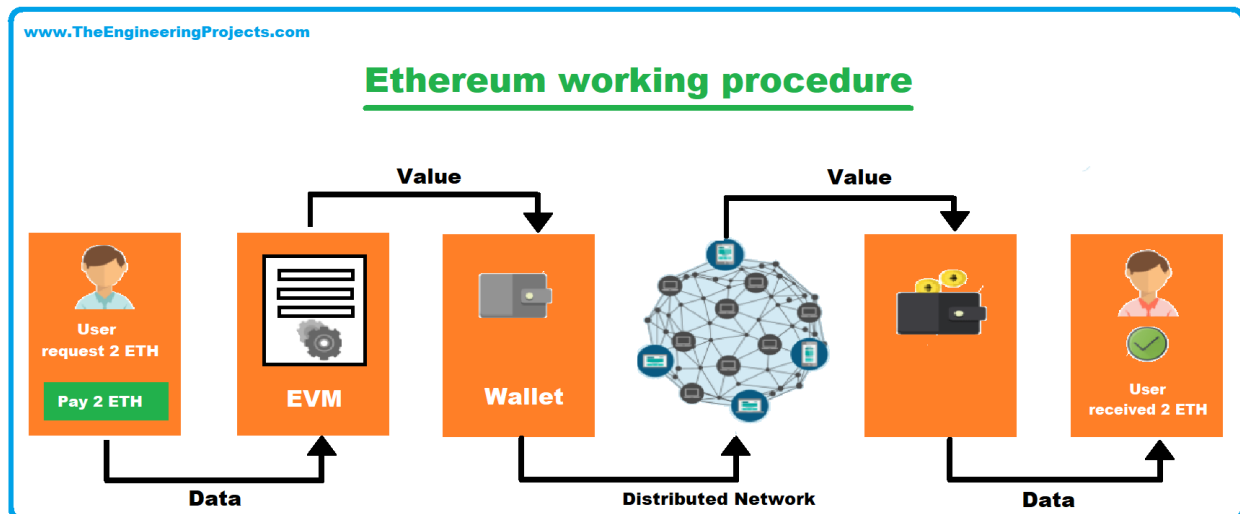 www.TheEngineeringProjects.com
Ethereum working procedure
Value
Value
User
request 2 ETH
Pay 2 ETH
EVM
Wallet
User
received 2 ETH
Data
Distributed Network
Data